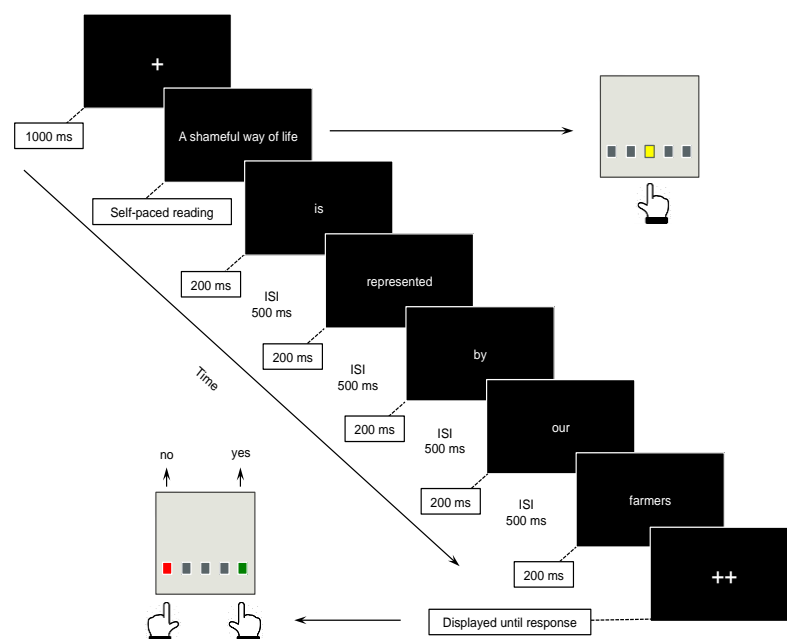 +
1000 ms
A shameful way of life
Self-paced reading
is
200 ms
ISI
500 ms
represented
200 ms
ISI
500 ms
by
200 ms
ISI
500 ms
our
200 ms
ISI
500 ms
farmers
200 ms
++
Displayed until response
Time
no yes